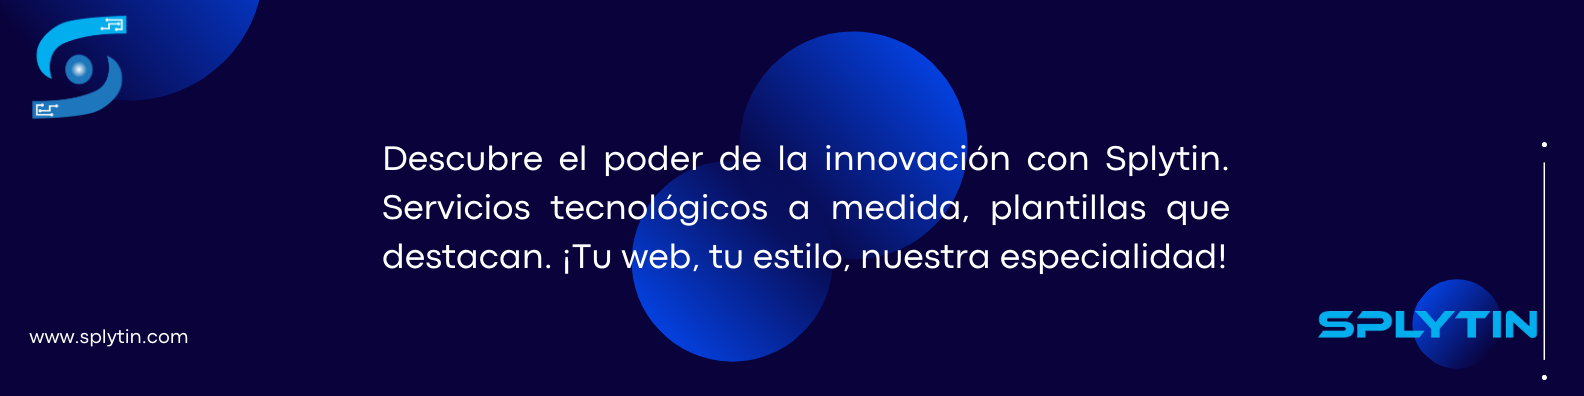 Descubre el poder de la innovación con Splytin.
Servicios tecnológicos a medida, plantillas que
destacan. ¡Tu web, tu estilo, nuestra especialidad!
www.splytin.com
SPLYTIN